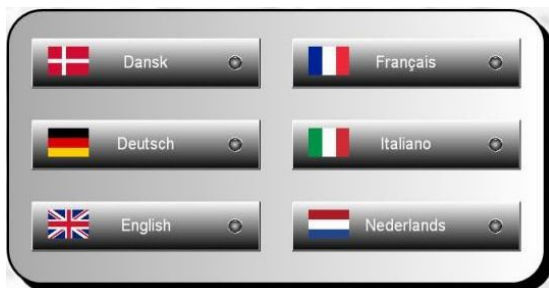 Dansk
Français
Deutsch
Italiano
English
Nederlands